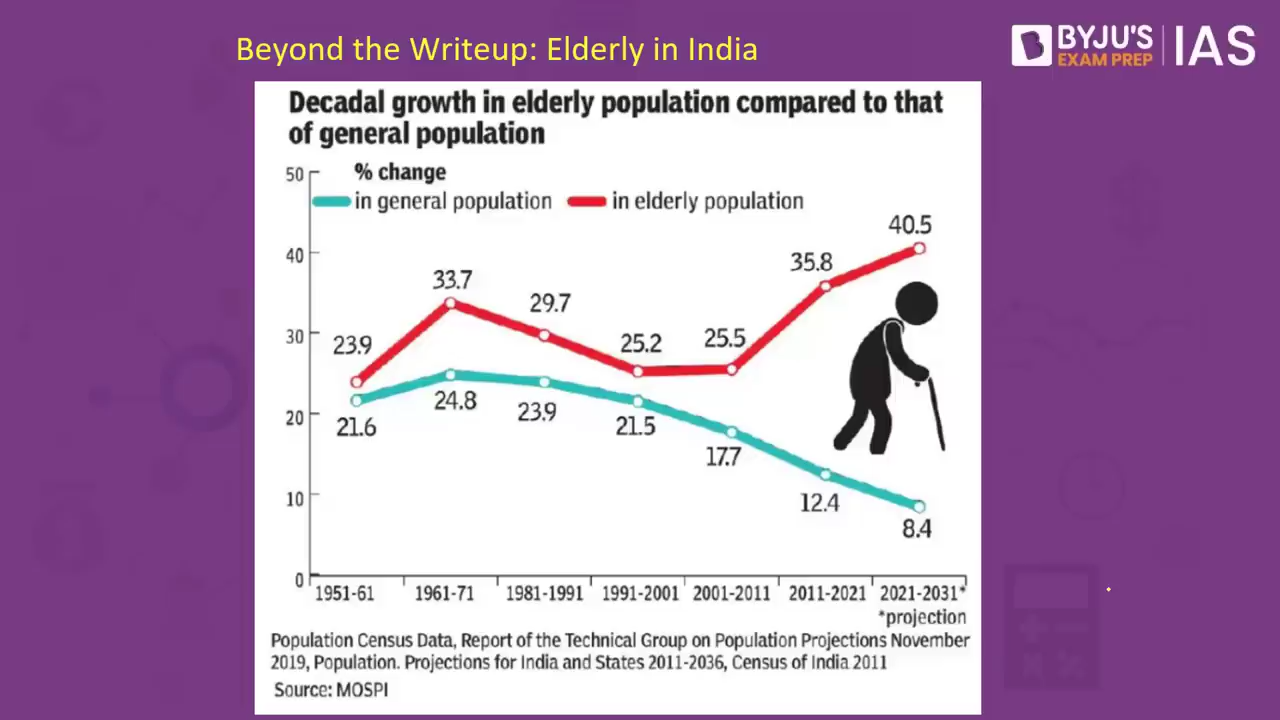 Beyond the Writeup: Elderly in India
BYJU'S
EXAM PREP
IAS
Decadal growth in elderly population compared to that
of general population
% change
in general population
in elderly population
50
40
30
20
10
0
23.9
33.7
29.7
25.2
25.5
35.8
40.5
21.6
24.8
23.9
21.5
17.7
12.4
8.4
1951-61
1961-71
1981-1991
1991-2001
2001-2011
2011-2021
2021-2031*
*projection
Population Census Data, Report of the Technical Group on Population Projections November
2019, Population. Projections for India and States 2011-2036, Census of India 2011
Source: MOSPI